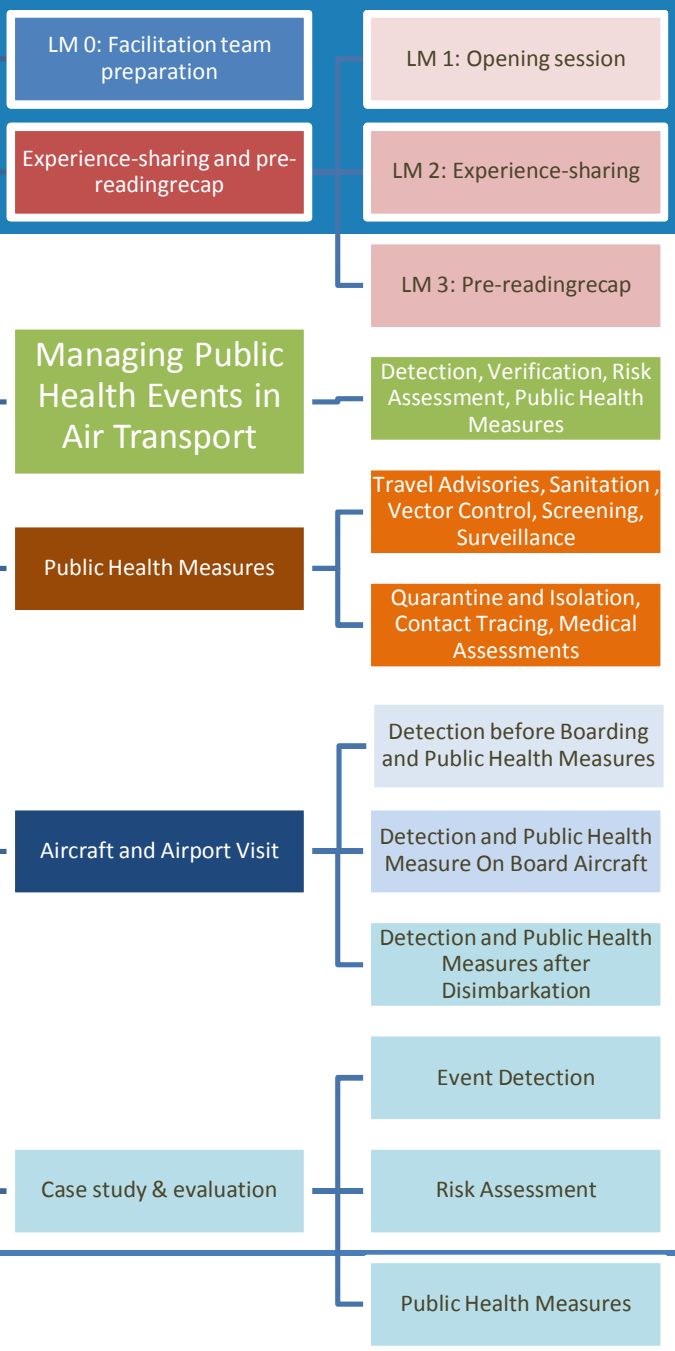 LM 0: Facilitation team
preparation
LM 1: Opening session
Experience-sharing and pre-
readingrecap
LM 2: Experience-sharing
LM 3: Pre-readingrecap
Managing Public
Health Events in
Air Transport
Detection, Verification, Risk
Assessment, Public Health
Measures
Public Health Measures
Travel Advisories, Sanitation ,
Vector Control, Screening,
Surveillance
Quarantine and Isolation,
Contact Tracing, Medical
Assessments
Aircraft and Airport Visit
Detection before Boarding
and Public Health Measures
Detection and Public Health
Measure On Board Aircraft
Detection and Public Health
Measures after
Disimbarkation
Case study & evaluation
Event Detection
Risk Assessment
Public Health Measures